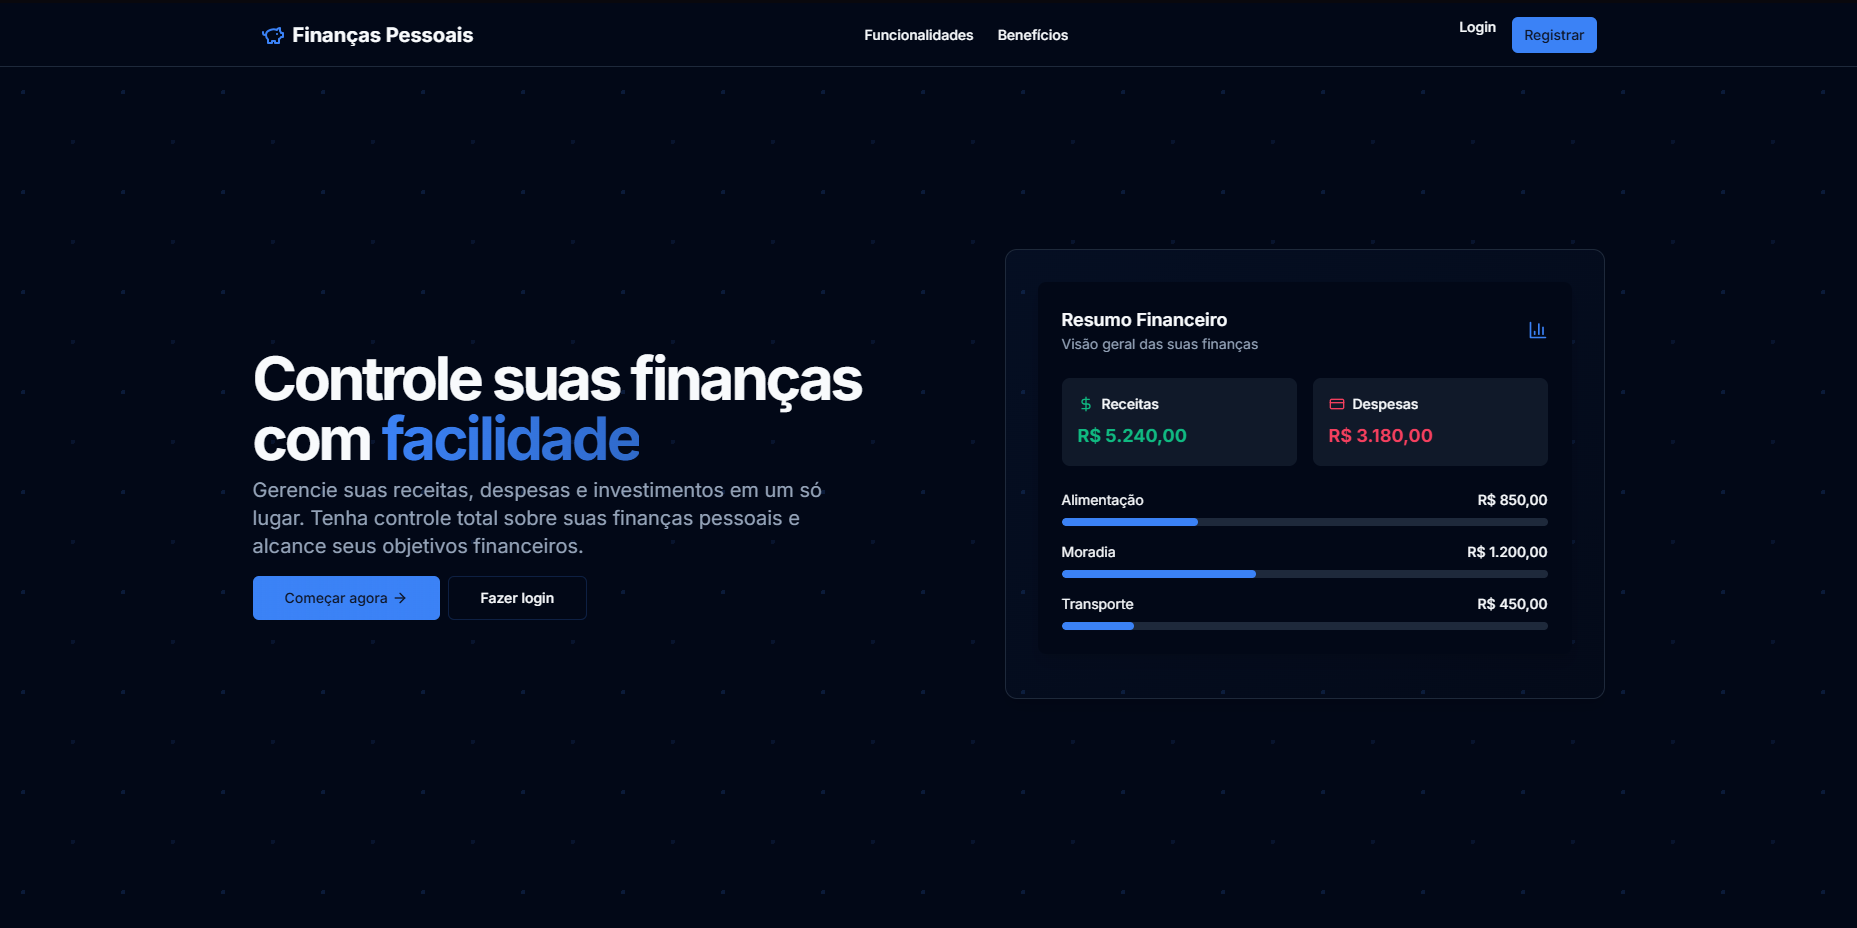 Finanças Pessoais
Funcionalidades
Benefícios
Login
Registrar
Controle suas finanças
com facilidade
Gerencie suas receitas, despesas e investimentos em um só
lugar. Tenha controle total sobre suas finanças pessoais e
alcance seus objetivos financeiros.
Começar agora →
Fazer login
Resumo Financeiro
Visão geral das suas finanças
Receitas
R$ 5.240,00
Despesas
R$ 3.180,00
Alimentação R$ 850,00
Moradia R$ 1.200,00
Transporte R$ 450,00